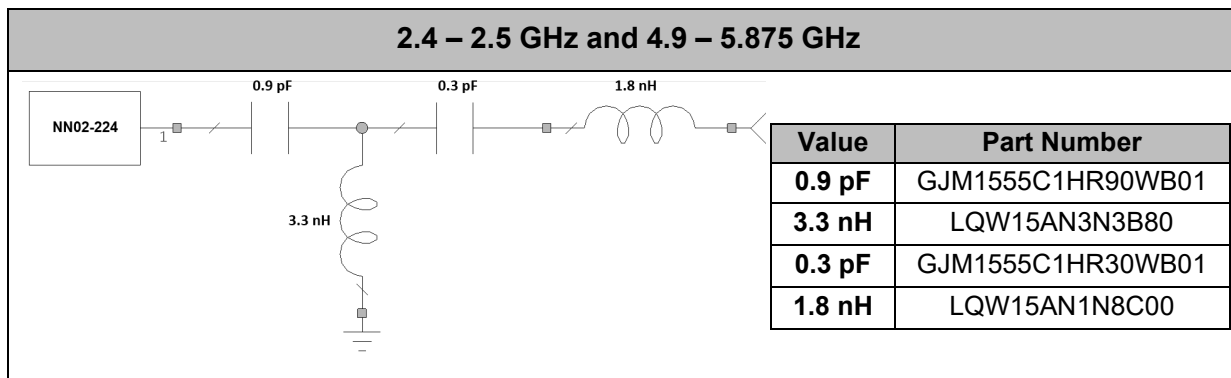 2.4 – 2.5 GHz and 4.9 – 5.875 GHz
0.9 pF
0.3 pF
1.8 nH
NN02-224
1
3.3 nH
Value Part Number
0.9 pF GJM1555C1HR90WB01
3.3 nH LQW15AN3N3B80
0.3 pF GJM1555C1HR30WB01
1.8 nH LQW15AN1N8C00